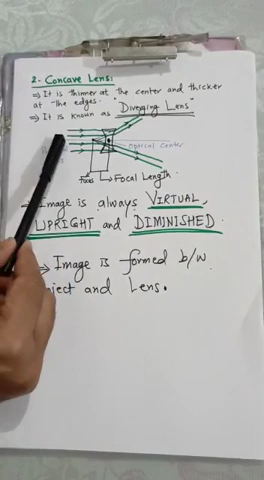 2- Concave Lens:
⇒ It is thinner at the center and thicker
at the edges.
⇒ It is known as "Diverging Lens"
Optical Center
Focus Focal Length
Image is always VIRTUAL,
UPRIGHT and DIMINISHED.
⇒ Image is formed b/w
and Lens.